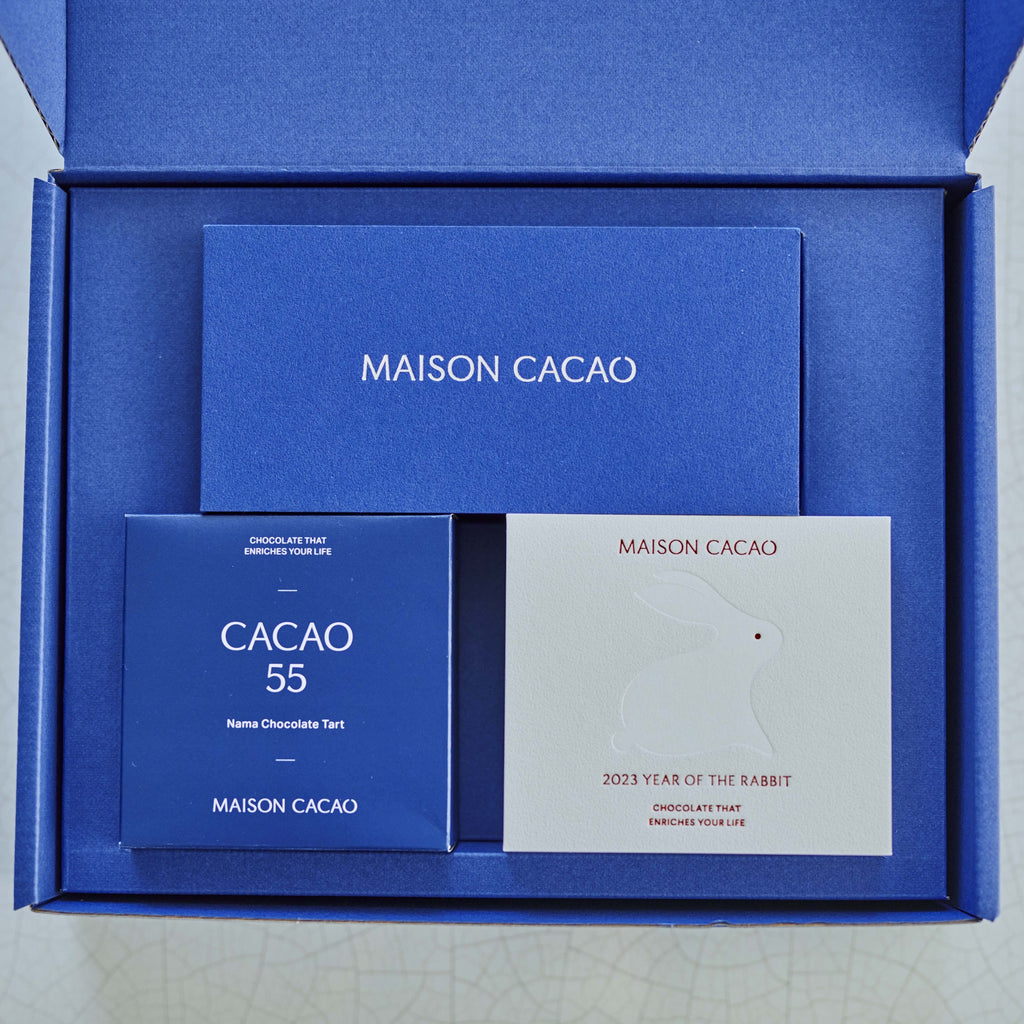 MAISON CACAO
CHOCOLATE THAT
ENRICHES YOUR LIFE
CACAO
55
Nama Chocolate Tart
MAISON CACAO
MAISON CACAO
2023 YEAR OF THE RABBIT
CHOCOLATE THAT
ENRICHES YOUR LIFE